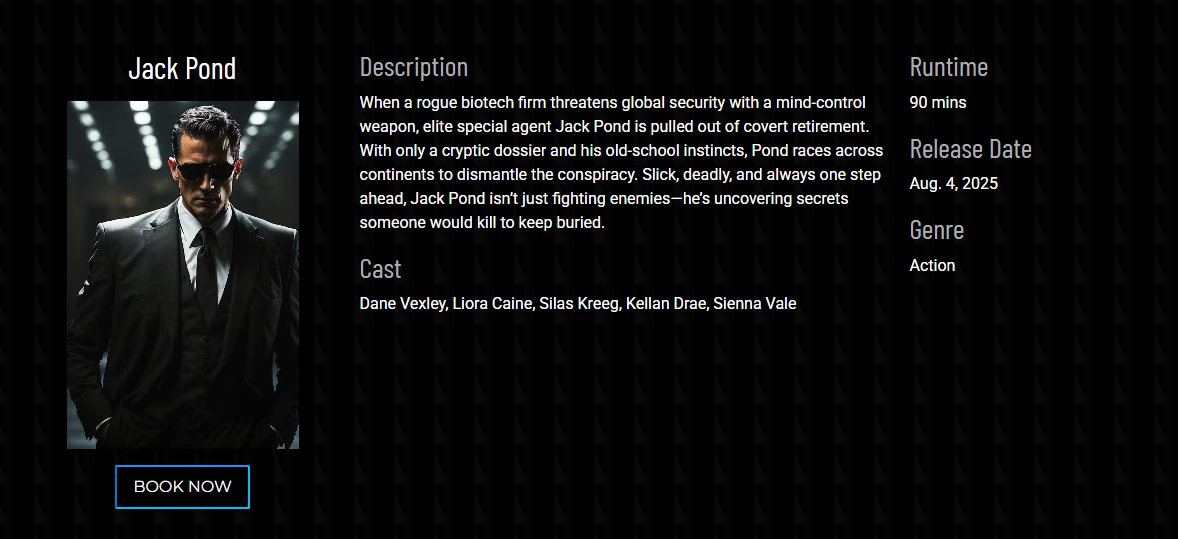 Jack Pond
BOOK NOW
Description
When a rogue biotech firm threatens global security with a mind-control
weapon, elite special agent Jack Pond is pulled out of covert retirement.
With only a cryptic dossier and his old-school instincts, Pond races across
continents to dismantle the conspiracy. Slick, deadly, and always one step
ahead, Jack Pond isn’t just fighting enemies—he’s uncovering secrets
someone would kill to keep buried.
Cast
Dane Vexley, Liora Caine, Silas Kreeg, Kellan Drae, Sienna Vale
Runtime
90 mins
Release Date
Aug. 4, 2025
Genre
Action